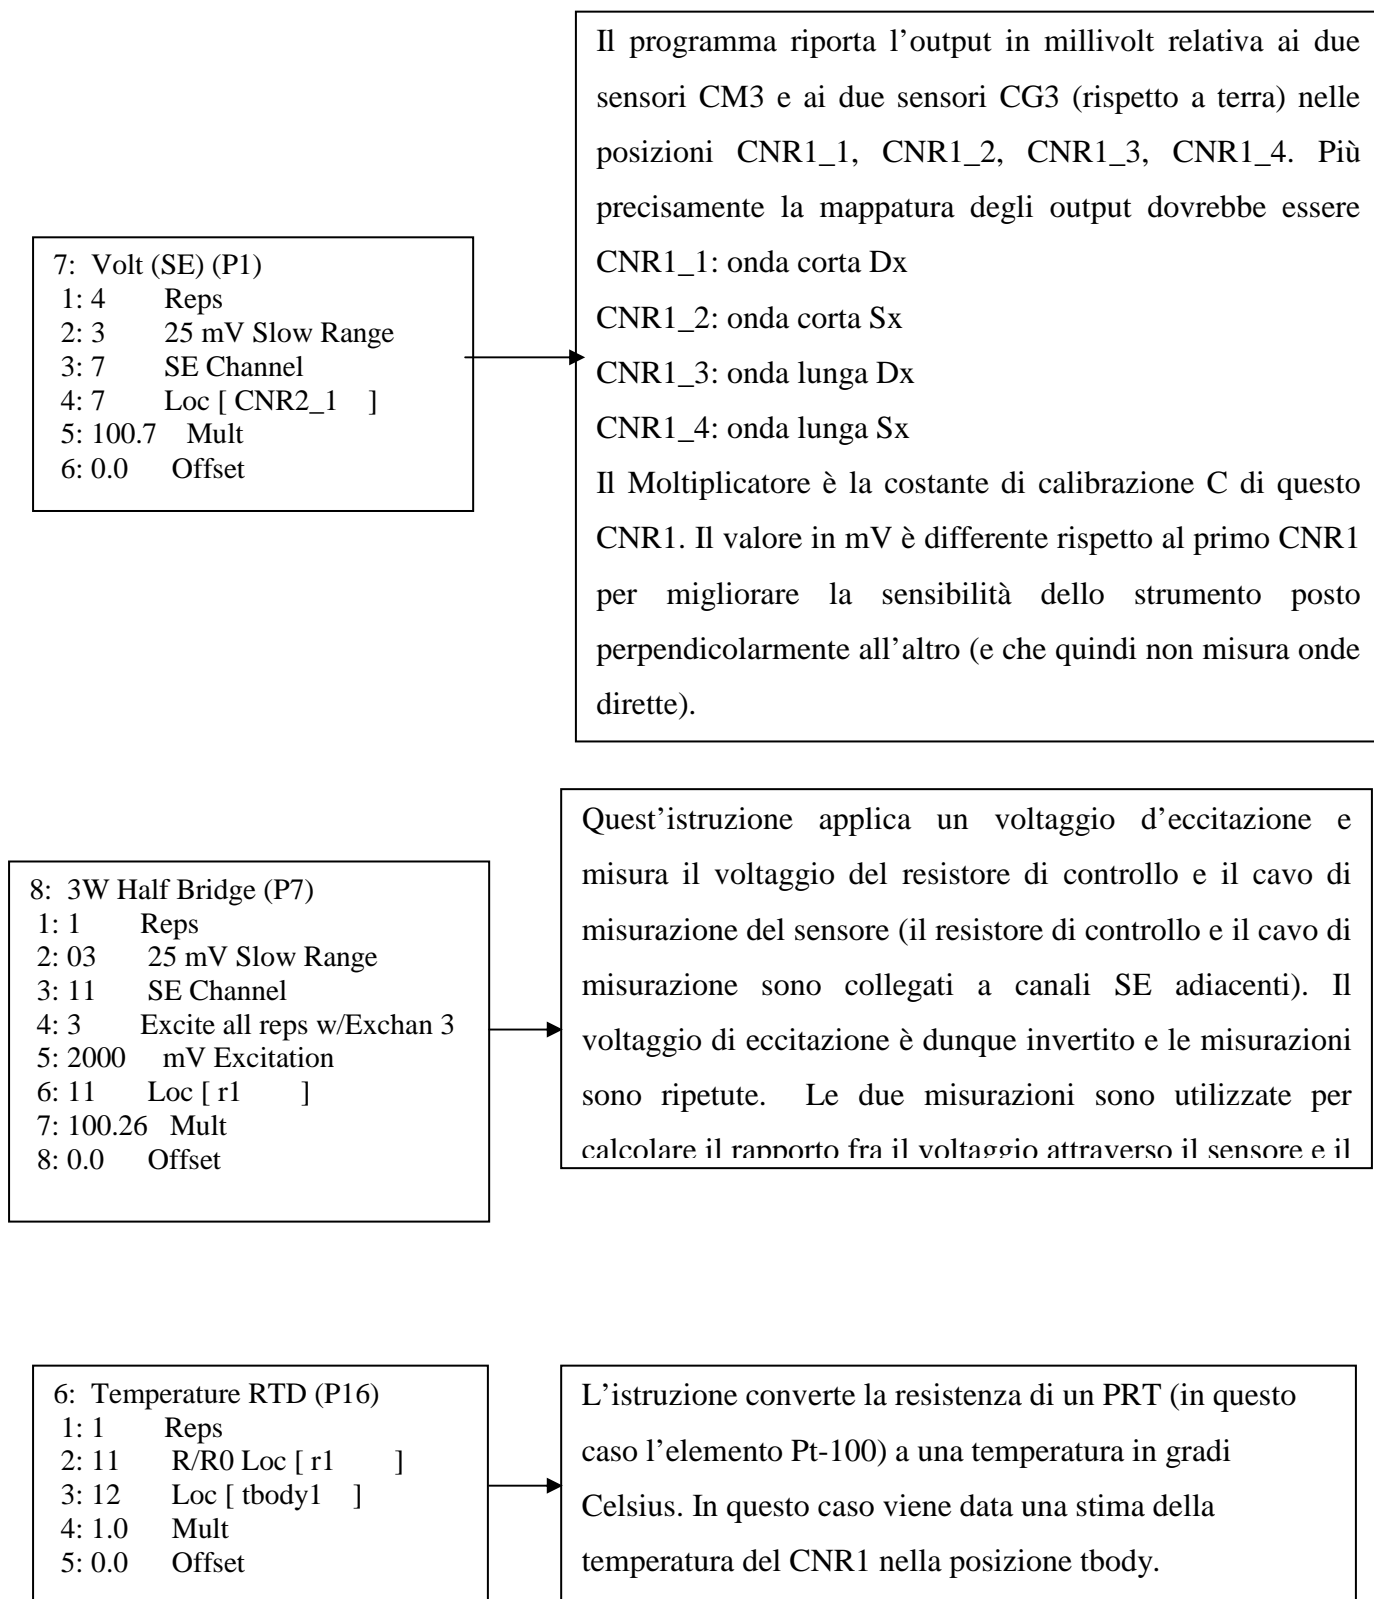 Il programma riporta l’output in millivolt relativa ai due
sensori CM3 e ai due sensori CG3 (rispetto a terra) nelle
posizioni CNR1_1, CNR1_2, CNR1_3, CNR1_4. Più
precisamente la mappatura degli output dovrebbe essere
CNR1_1: onda corta Dx
CNR1_2: onda corta Sx
CNR1_3: onda lunga Dx
CNR1_4: onda lunga Sx
Il Moltiplicatore è la costante di calibrazione C di questo
CNR1. Il valore in mV è differente rispetto al primo CNR1
per migliorare la sensibilità dello strumento posto
perpendicolarmente all’altro (e che quindi non misura onde
dirette).
7: Volt (SE) (P1)
1: 4 Reps
2: 3 25 mV Slow Range
3: 7 SE Channel
4: 7 Loc [ CNR2_1 ]
5: 100.7 Mult
6: 0.0 Offset
Quest’istruzione applica un voltaggio d’eccitazione e
misura il voltaggio del resistore di controllo e il cavo di
misurazione del sensore (il resistore di controllo e il cavo di
misurazione sono collegati a canali SE adiacenti). Il
voltaggio di eccitazione è dunque invertito e le misurazioni
sono ripetute. Le due misurazioni sono utilizzate per
calcolare il rapporto fra il voltaggio attraverso il sensore e il
8: 3W Half Bridge (P7)
1: 1 Reps
2: 03 25 mV Slow Range
3: 11 SE Channel
4: 3 Excite all reps w/Exchan 3
5: 2000 mV Excitation
6: 11 Loc [ r1 ]
7: 100.26 Mult
8: 0.0 Offset
6: Temperature RTD (P16)
1: 1 Reps
2: 11 R/R0 Loc [ r1 ]
3: 12 Loc [ tbody1 ]
4: 1.0 Mult
5: 0.0 Offset
L’istruzione converte la resistenza di un PRT (in questo
caso l’elemento Pt-100) a una temperatura in gradi
Celsius. In questo caso viene data una stima della
temperatura del CNR1 nella posizione tbody.